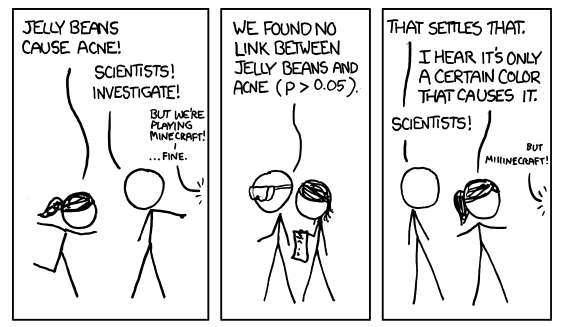 JELLY BEANS
CAUSE ACNE!
SCIENTISTS!
INVESTIGATE!
BUT WE'RE
PLAYING
MINECRAFT!
...FINE.
WE FOUND NO
LINK BETWEEN
JELLY BEANS AND
ACNE (P > 0.05).
THAT SETTLES THAT.
I HEAR IT'S ONLY
A CERTAIN COLOR
THAT CAUSES IT.
SCIENTISTS!
BUT
MIIINECRAFT!